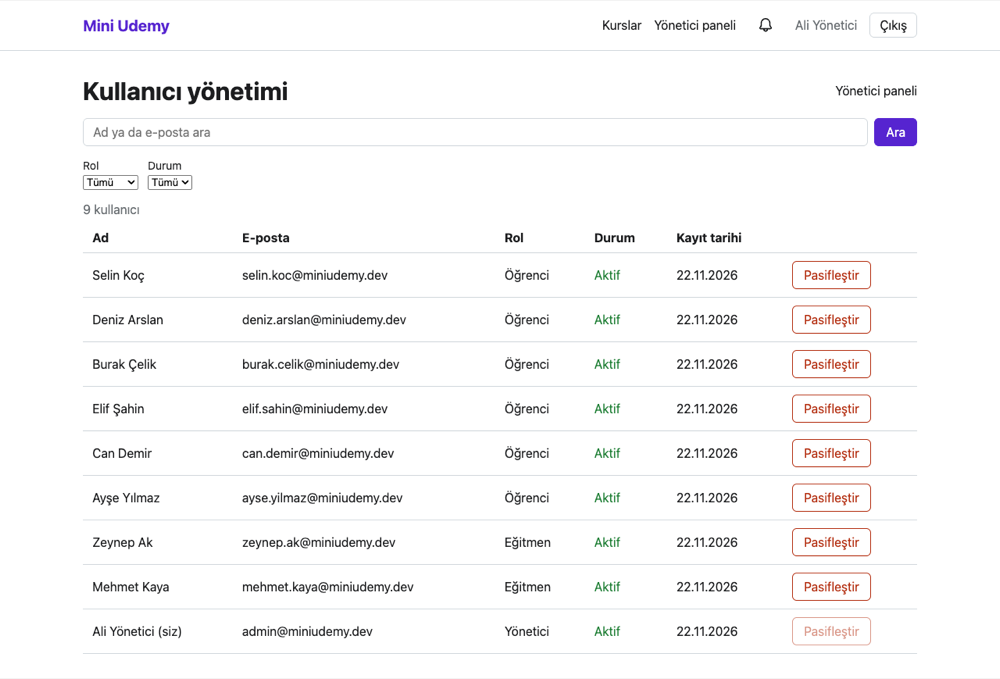 Mini Udemy Kurslar Yönetici paneli Ali Yönetici Çıkış
Kullanıcı yönetimi Yönetici paneli
Ad ya da e-posta ara Ara
Rol Durum
Tümü Tümü
9 kullanıcı
Ad E-posta Rol Durum Kayıt tarihi
Selin Koç selin.koc@miniudemy.dev Öğrenci Aktif 22.11.2026 Pasifleştir
Deniz Arslan deniz.arslan@miniudemy.dev Öğrenci Aktif 22.11.2026 Pasifleştir
Burak Çelik burak.celik@miniudemy.dev Öğrenci Aktif 22.11.2026 Pasifleştir
Elif Şahin elif.sahin@miniudemy.dev Öğrenci Aktif 22.11.2026 Pasifleştir
Can Demir can.demir@miniudemy.dev Öğrenci Aktif 22.11.2026 Pasifleştir
Ayşe Yılmaz ayse.yilmaz@miniudemy.dev Öğrenci Aktif 22.11.2026 Pasifleştir
Zeynep Ak zeynep.ak@miniudemy.dev Eğitmen Aktif 22.11.2026 Pasifleştir
Mehmet Kaya mehmet.kaya@miniudemy.dev Eğitmen Aktif 22.11.2026 Pasifleştir
Ali Yönetici (siz) admin@miniudemy.dev Yönetici Aktif 22.11.2026 Pasifleştir